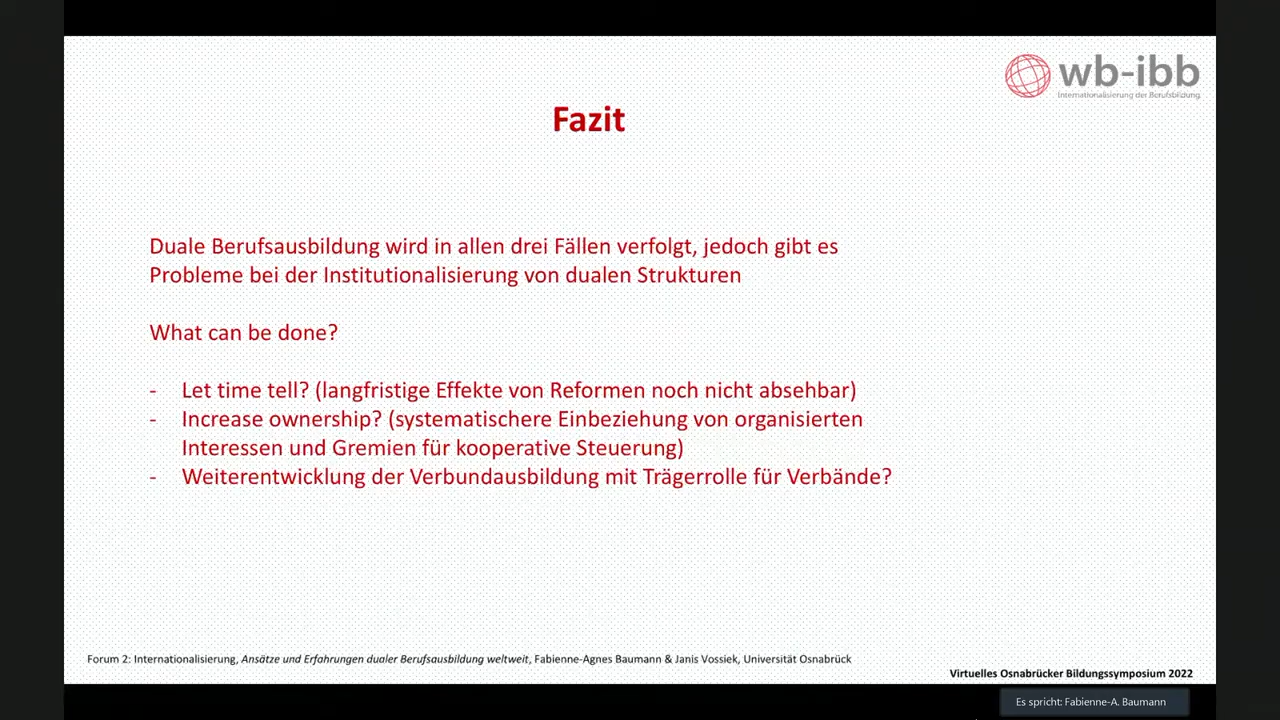 wb-ibb
Internationalisierung der Berufsbildung
Fazit
Duale Berufsausbildung wird in allen drei Fällen verfolgt, jedoch gibt es
Probleme bei der Institutionalisierung von dualen Strukturen
What can be done?
- Let time tell? (langfristige Effekte von Reformen noch nicht absehbar)
- Increase ownership? (systematischere Einbeziehung von organisierten
Interessen und Gremien für kooperative Steuerung)
- Weiterentwicklung der Verbundausbildung mit Trägerrolle für Verbände?
Forum 2: Internationalisierung, Ansätze und Erfahrungen dualer Berufsausbildung weltweit, Fabienne-Agnes Baumann & Janis Vossiek, Universität Osnabrück
Virtuelles Osnabrücker Bildungssymposium 2022
Es spricht: Fabienne-A. Baumann